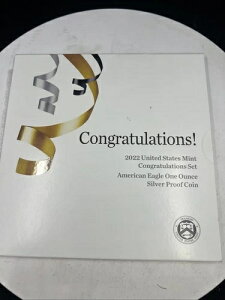 Congratulations!
2022 United States Mint
Congratulations Set
American Eagle One Ounce
Silver Proof Coin